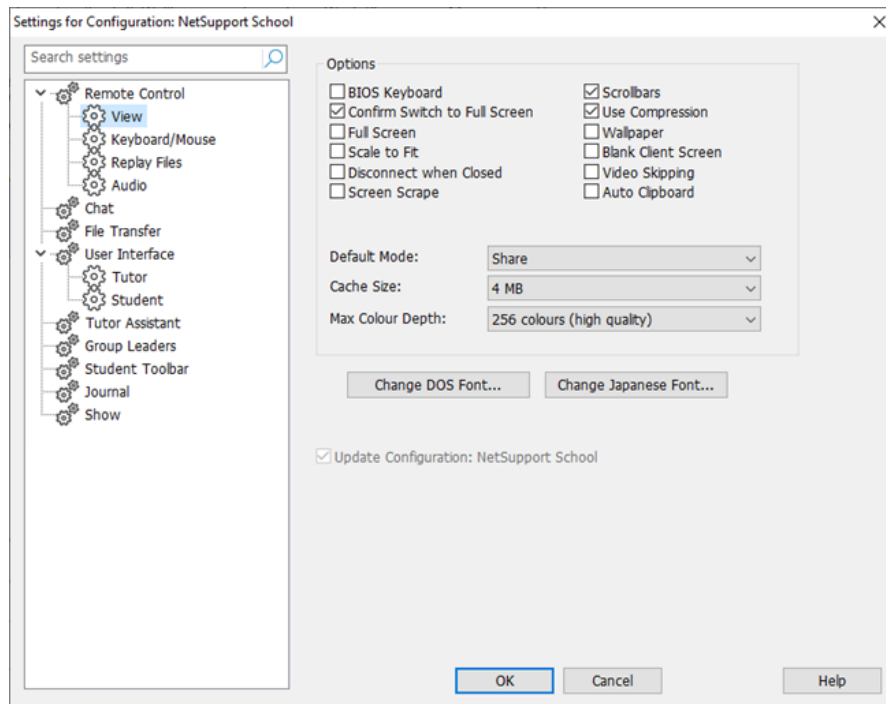 Settings for Configuration: NetSupport School
Search settings
Remote Control
View
Keyboard/Mouse
Replay Files
Audio
Chat
File Transfer
User Interface
Tutor
Student
Tutor Assistant
Group Leaders
Student Toolbar
Journal
Show
Options
BIOS Keyboard
Confirm Switch to Full Screen
Full Screen
Scale to Fit
Disconnect when Closed
Screen Scrape
Scrollbars
Use Compression
Wallpaper
Blank Client Screen
Video Skipping
Auto Clipboard
Default Mode: Share
Cache Size: 4 MB
Max Colour Depth: 256 colours (high quality)
Change DOS Font... Change Japanese Font...
Update Configuration: NetSupport School
OK Cancel Help